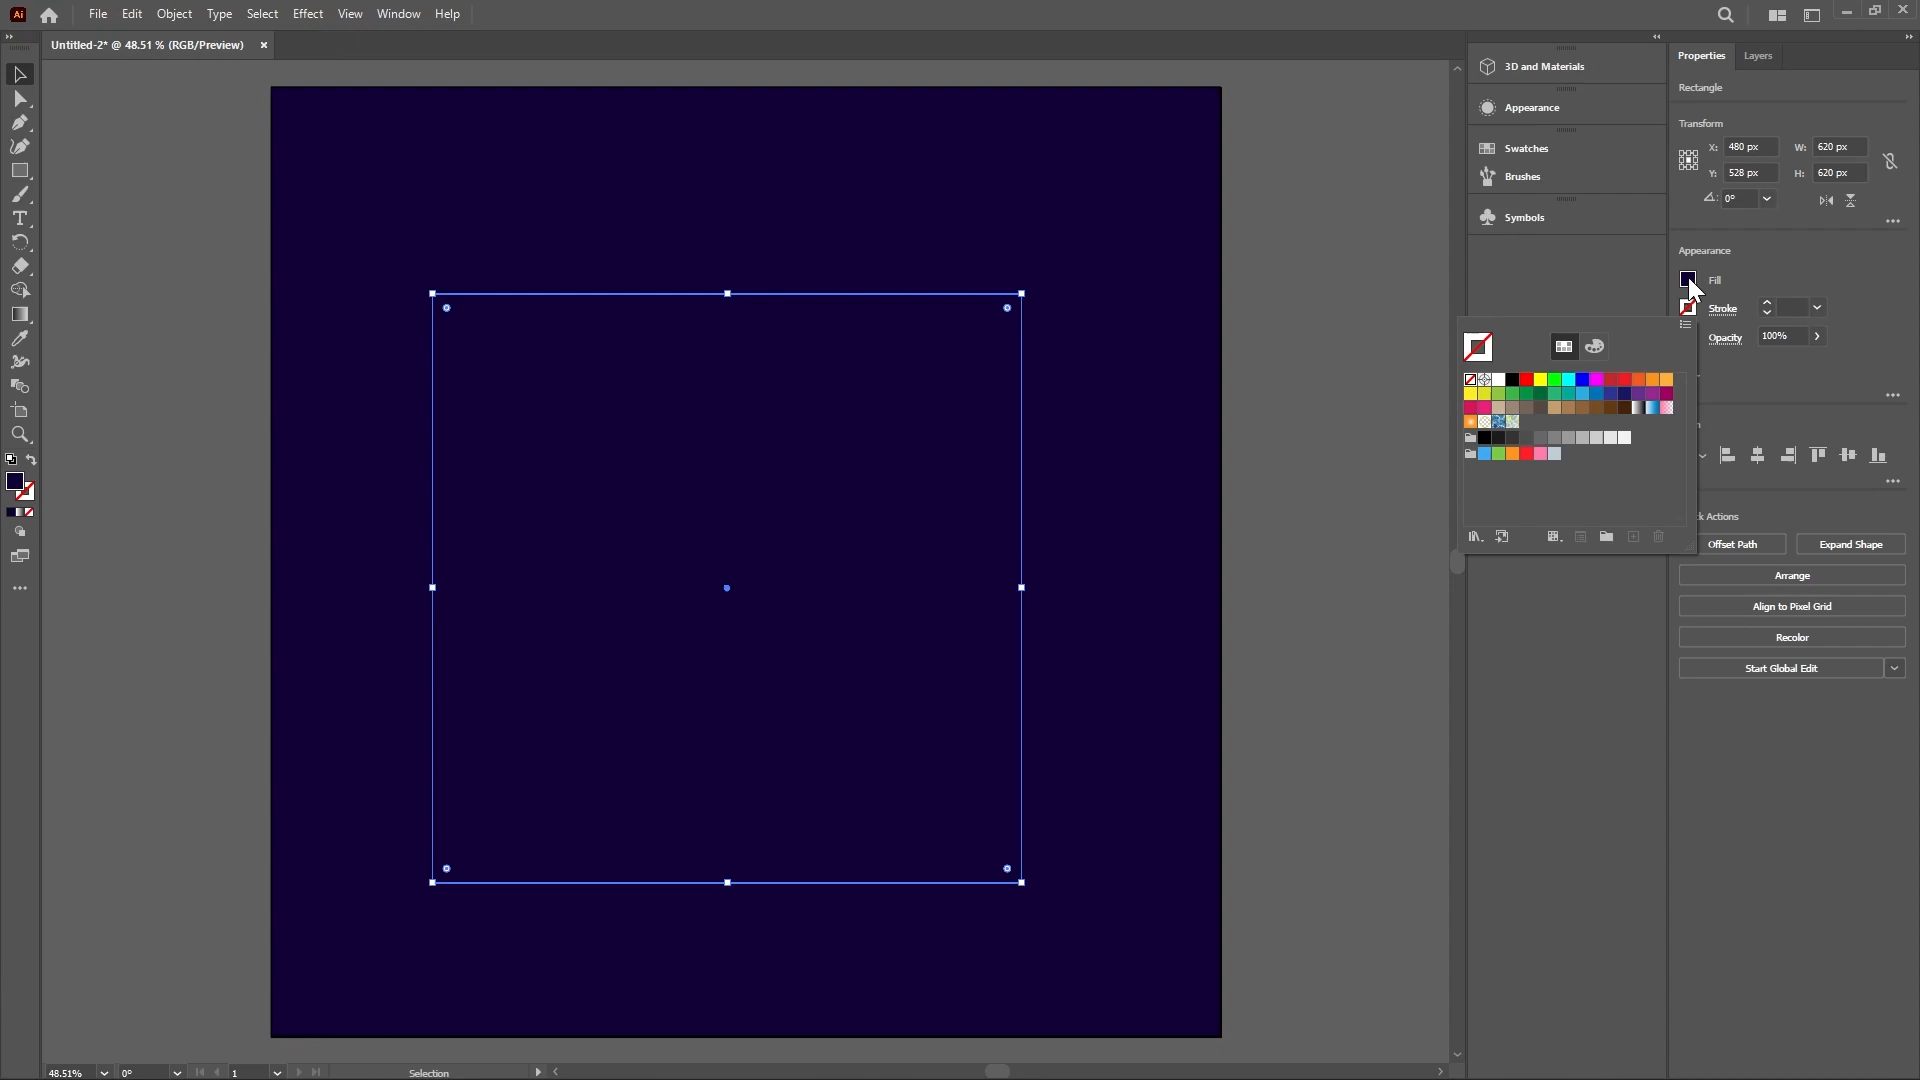 Ai File Edit Object Type Select Effect View Window Help
Untitled-2* @ 48.51 % (RGB/Preview) ×
3D and Materials
Appearance
Swatches
Brushes
Symbols
Properties Layers
Rectangle
Transform
X: 480 px W: 620 px
Y: 528 px H: 620 px
0°
Appearance
Fill
Stroke
Opacity 100%
Offset Path Expand Shape
Arrange
Align to Pixel Grid
Recolor
Start Global Edit
48.51% 0° 1 Selection